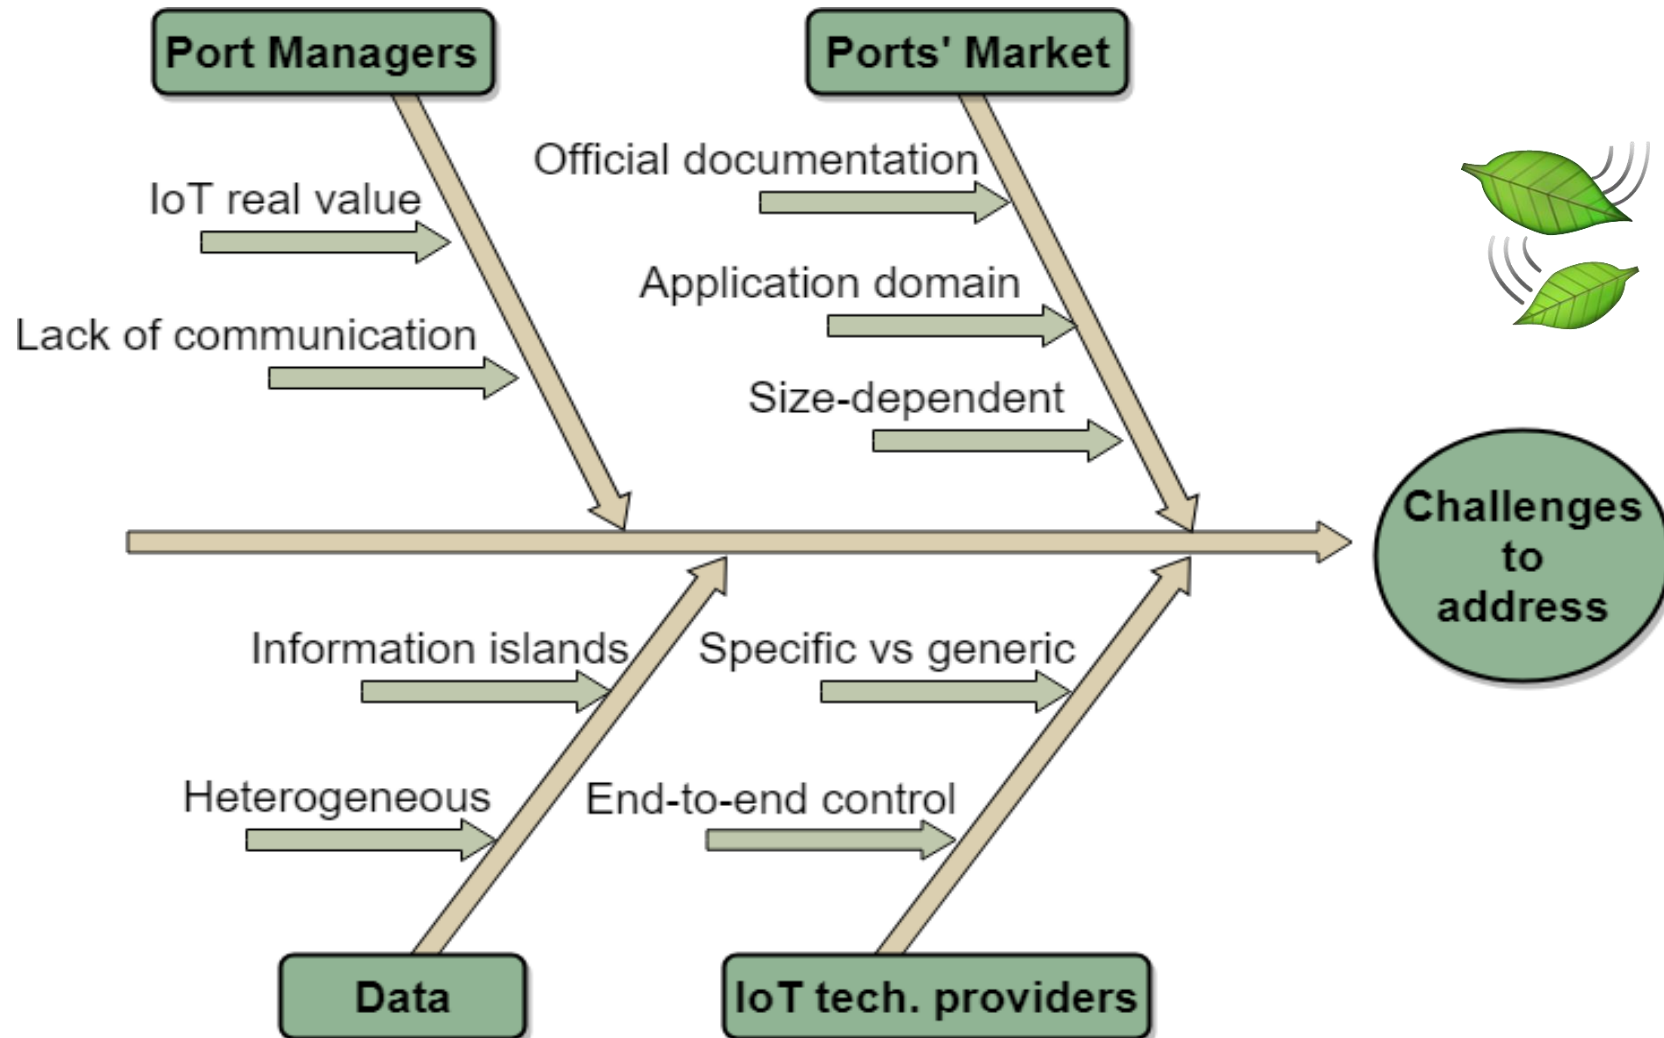 Port Managers
Ports' Market
Official documentation
IoT real value
Application domain
Lack of communication
Size-dependent
Challenges
to
address
Information islands
Specific vs generic
Heterogeneous
End-to-end control
Data
IoT tech. providers